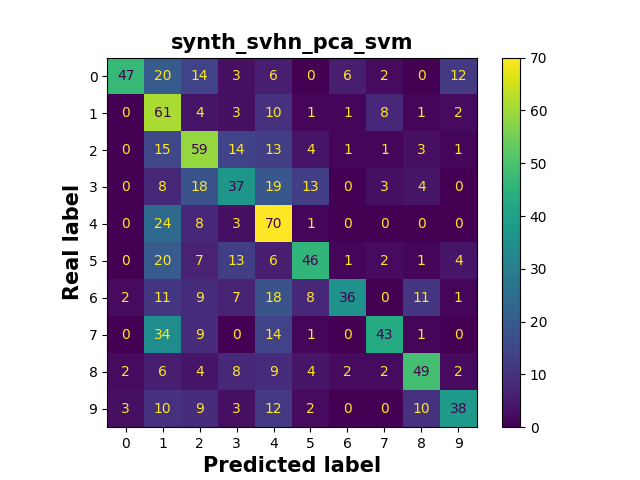 synth_svhn_pca_svm
0 47 20 14 3 6 0 6 2 0 12
1 0 61 4 3 10 1 1 8 1 2
2 0 15 59 14 13 4 1 1 3 1
3 0 8 18 37 19 13 0 3 4 0
4 0 24 8 3 70 1 0 0 0 0
5 0 20 7 13 6 46 1 2 1 4
6 2 11 9 7 18 8 36 0 11 1
7 0 34 9 0 14 1 0 43 1 0
8 2 6 4 8 9 4 2 2 49 2
9 3 10 9 3 12 2 0 0 10 38
0 1 2 3 4 5 6 7 8 9
Predicted label
Real label
70
60
50
40
30
20
10
0